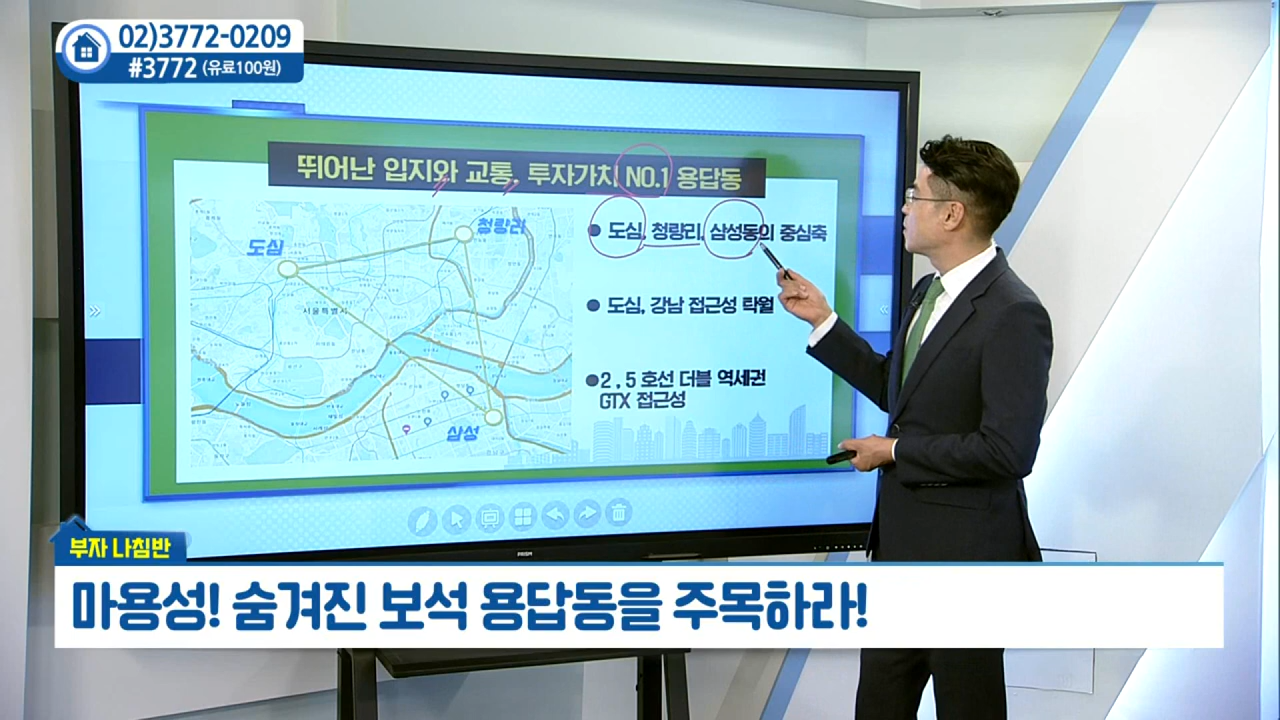 02)3772-0209
#3772 (유료100원)
뛰어난 입지와 교통, 투자가치 NO.1 용답동
청량리
도심
서울특별시
삼성
● 도심, 청량리, 삼성동의 중심축
● 도심, 강남 접근성 탁월
● 2, 5 호선 더블 역세권
GTX 접근성
PRISM
부자 나침반
마용성! 숨겨진 보석 용답동을 주목하라!